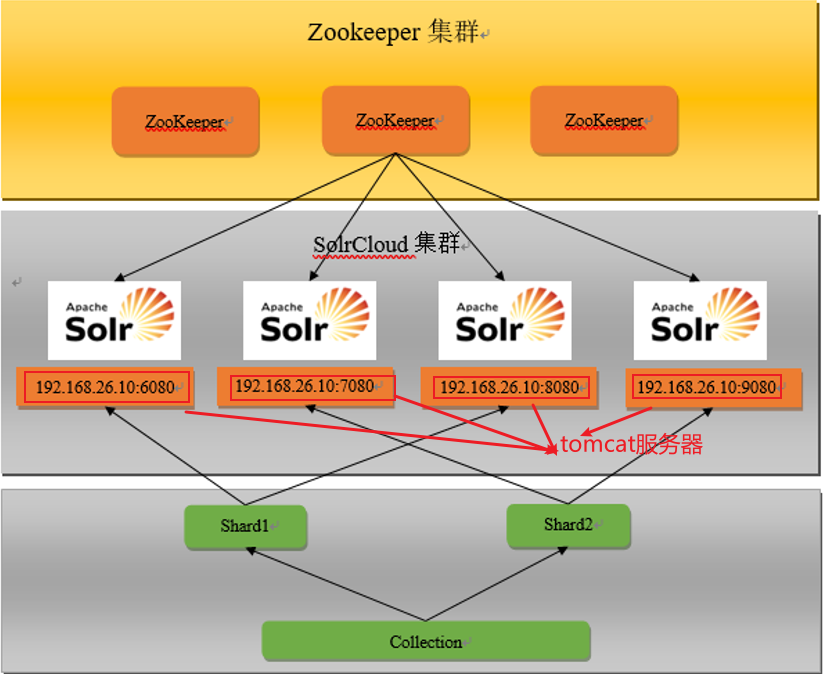 Zookeeper 集群
ZooKeeper
ZooKeeper
ZooKeeper
SolrCloud 集群
Apache
Solr
Apache
Solr
Apache
Solr
Apache
Solr
192.168.26.10:6080
192.168.26.10:7080
192.168.26.10:8080
192.168.26.10:9080
tomcat服务器
Shard1
Shard2
Collection